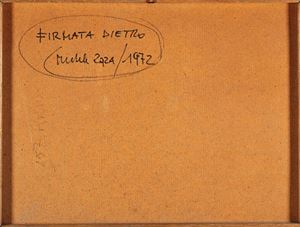 FIRMATA DIETRO
(Michele Zaza/1972